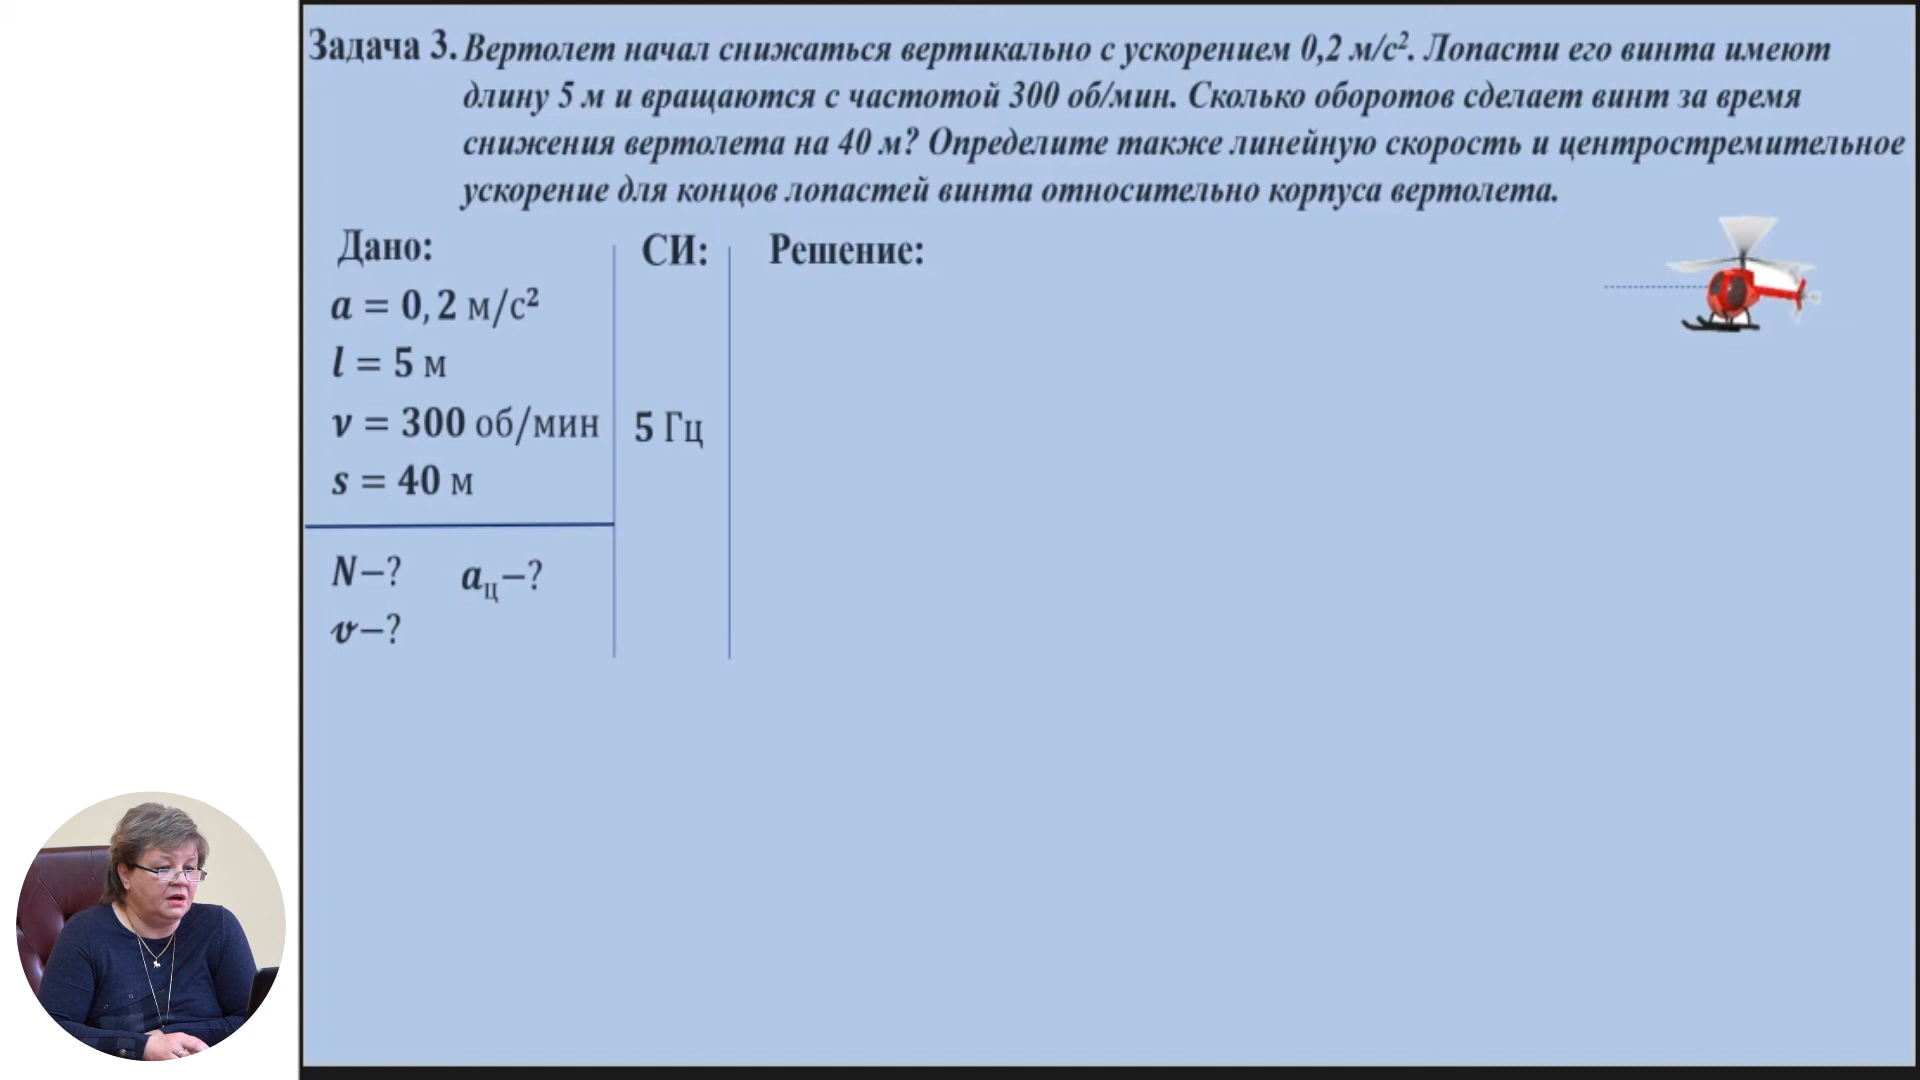 Задача 3. Вертолет начал снижаться вертикально с ускорением 0,2 м/с². Лопасти его винта имеют
длину 5 м и вращаются с частотой 300 об/мин. Сколько оборотов сделает винт за время
снижения вертолета на 40 м? Определите также линейную скорость и центростремительное
ускорение для концов лопастей винта относительно корпуса вертолета.
Дано:
a = 0,2 м/с²
l = 5 м
ν = 300 об/мин
s = 40 м
N–? aц–?
v–?
СИ:
5 Гц
Решение: